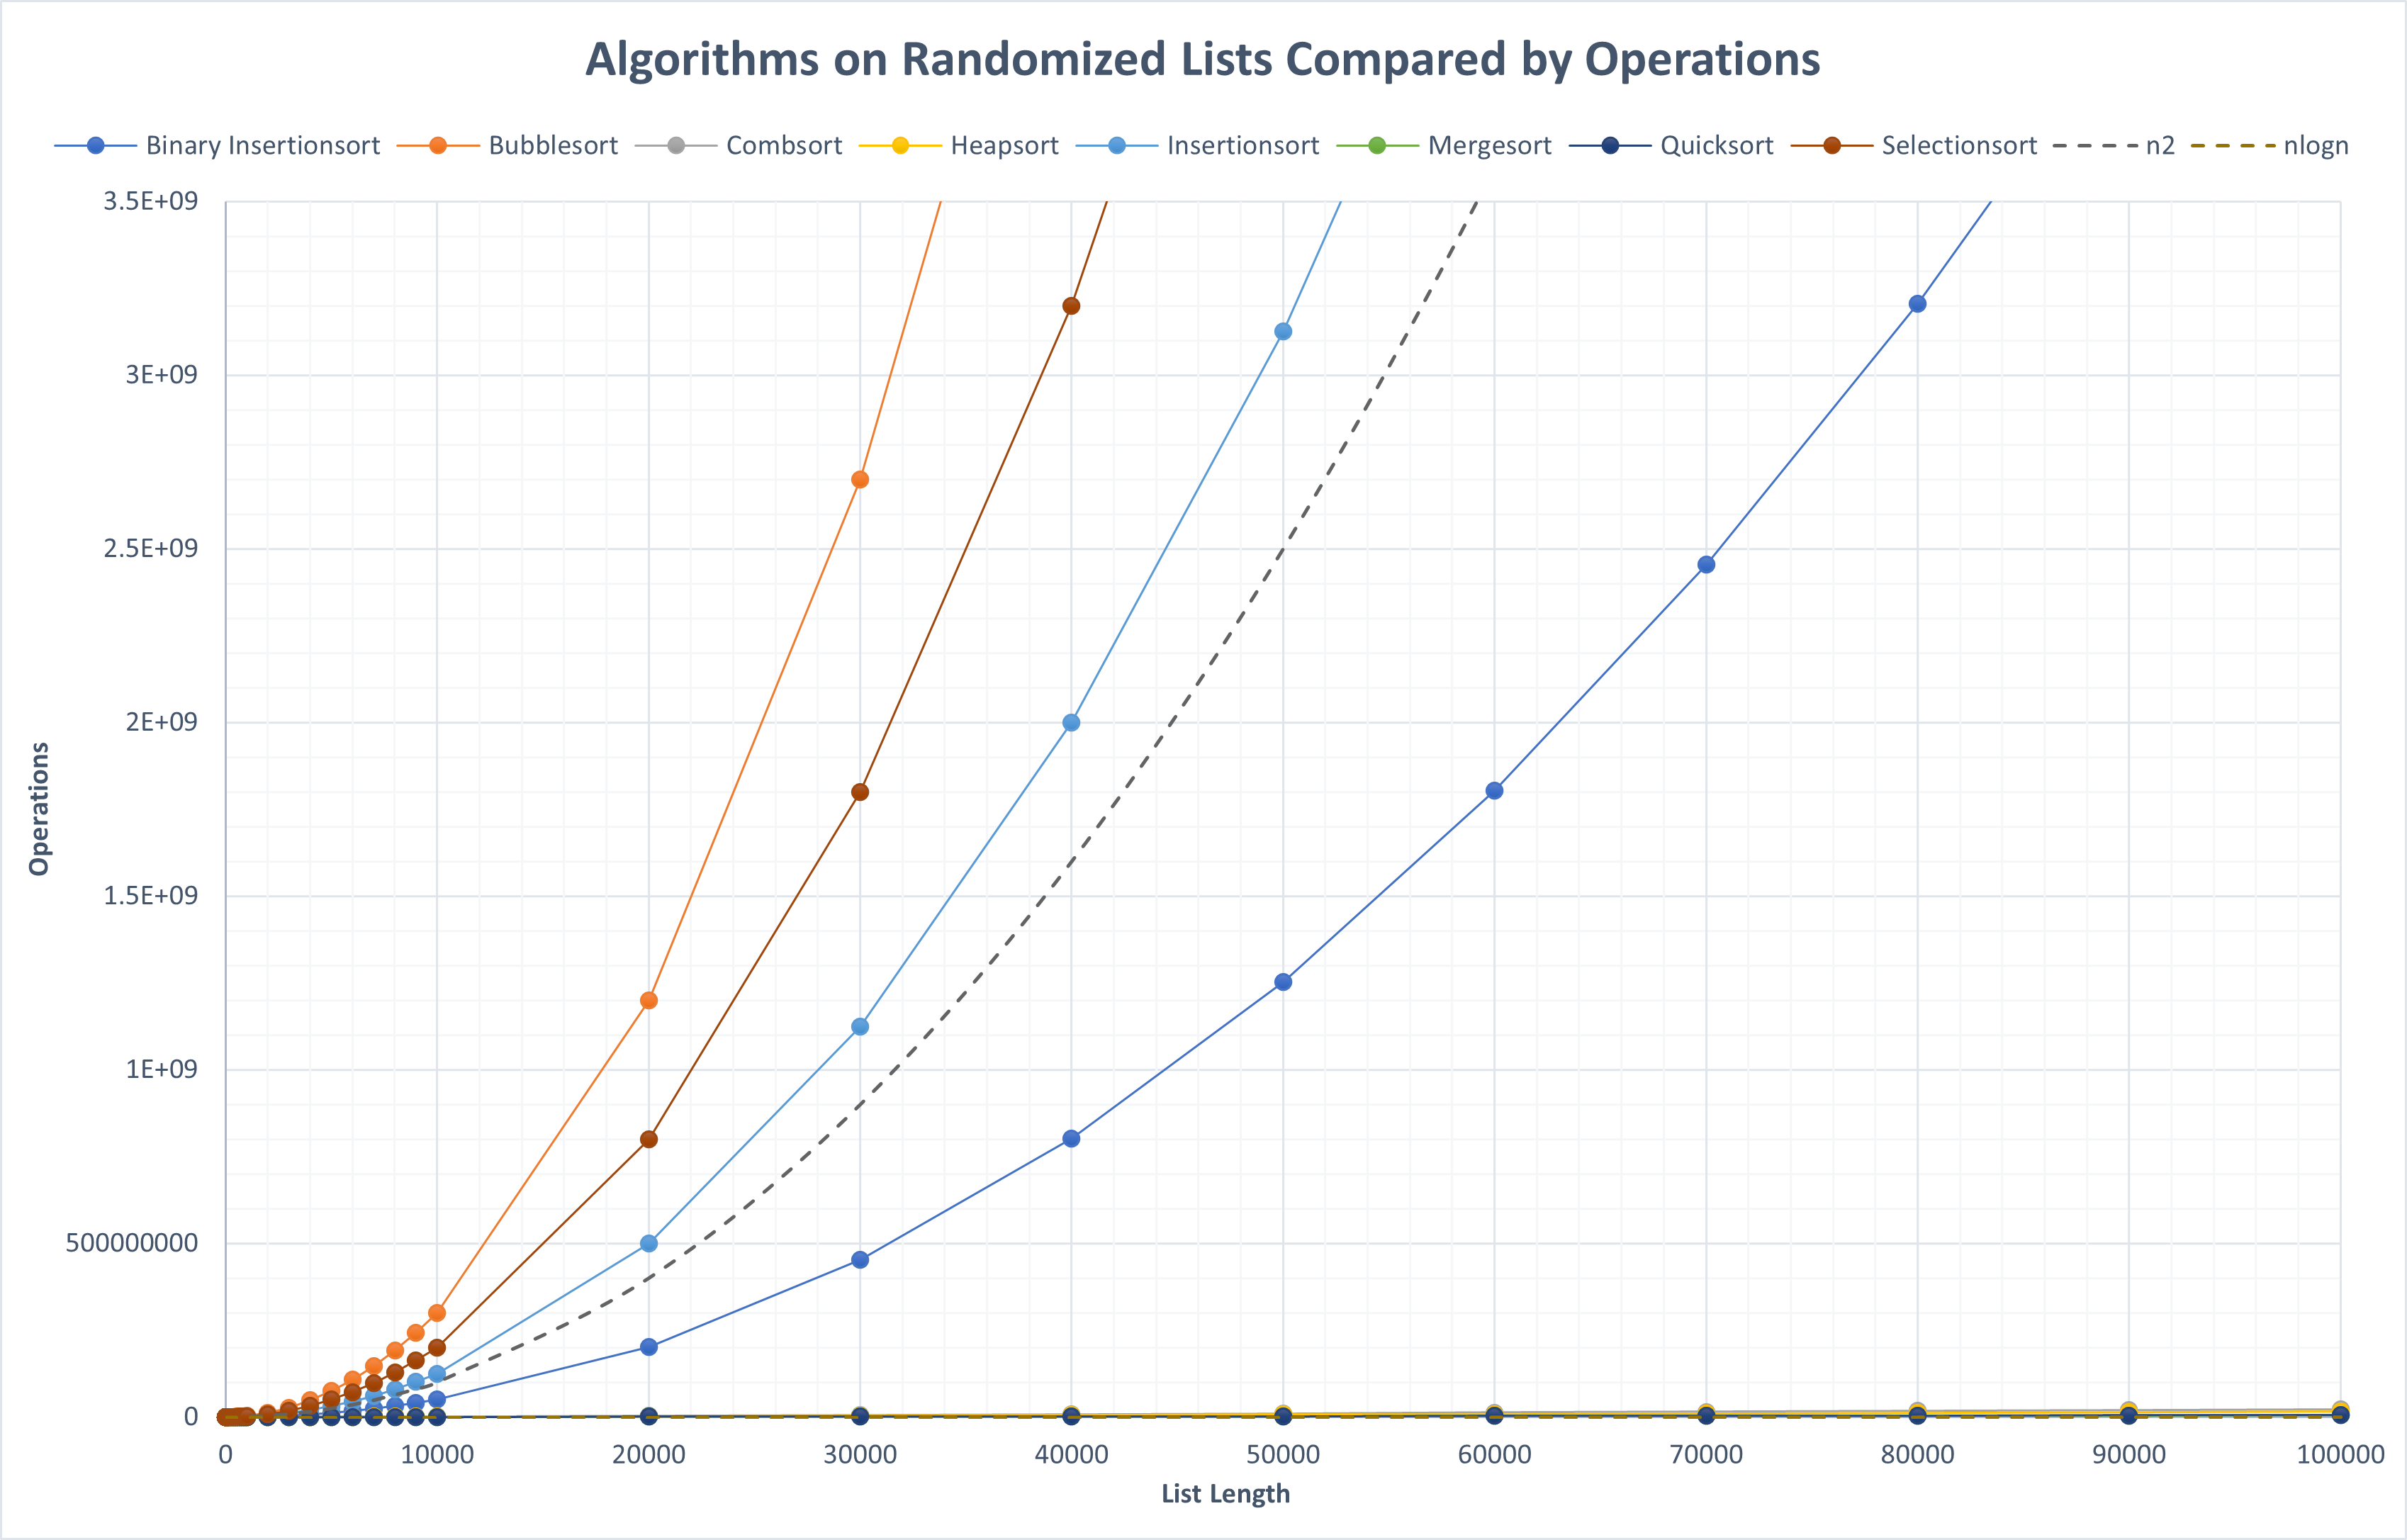 Algorithms on Randomized Lists Compared by Operations
Binary Insertionsort Bubblesort Combsort Heapsort Insertionsort Mergesort Quicksort Selectionsort n2 nlogn
3.5E+09
3E+09
2.5E+09
2E+09
1.5E+09
1E+09
500000000
0
Operations
0 10000 20000 30000 40000 50000 60000 70000 80000 90000 100000
List Length